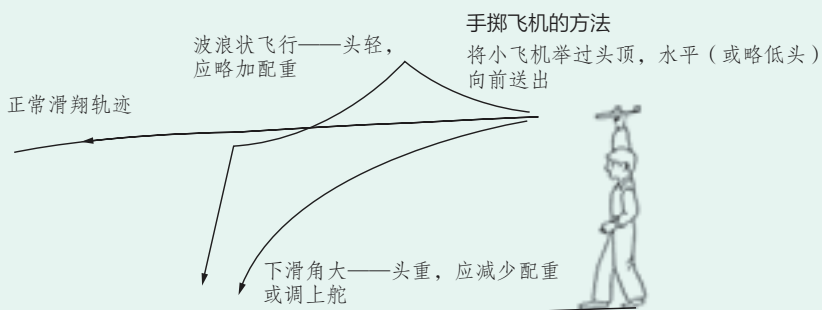 手掷飞机的方法
将小飞机举过头顶，水平（或略低头）
向前送出
波浪状飞行——头轻，
应略加配重
正常滑翔轨迹
下滑角大——头重，应减少配重
或调上舵